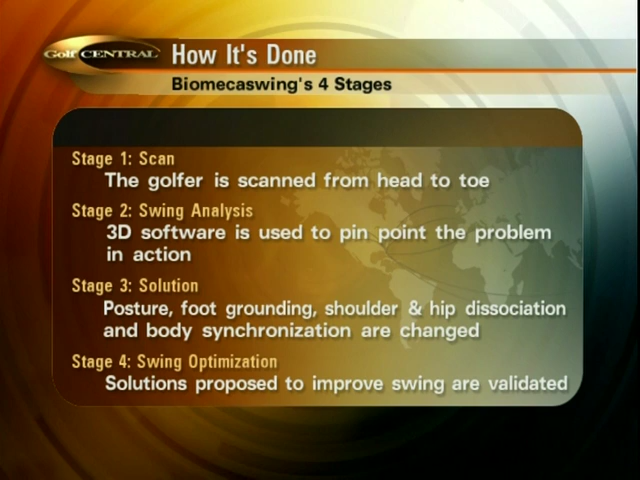 Golf CENTRAL
How It's Done
Biomecaswing's 4 Stages
Stage 1: Scan
The golfer is scanned from head to toe
Stage 2: Swing Analysis
3D software is used to pin point the problem
in action
Stage 3: Solution
Posture, foot grounding, shoulder & hip dissociation
and body synchronization are changed
Stage 4: Swing Optimization
Solutions proposed to improve swing are validated